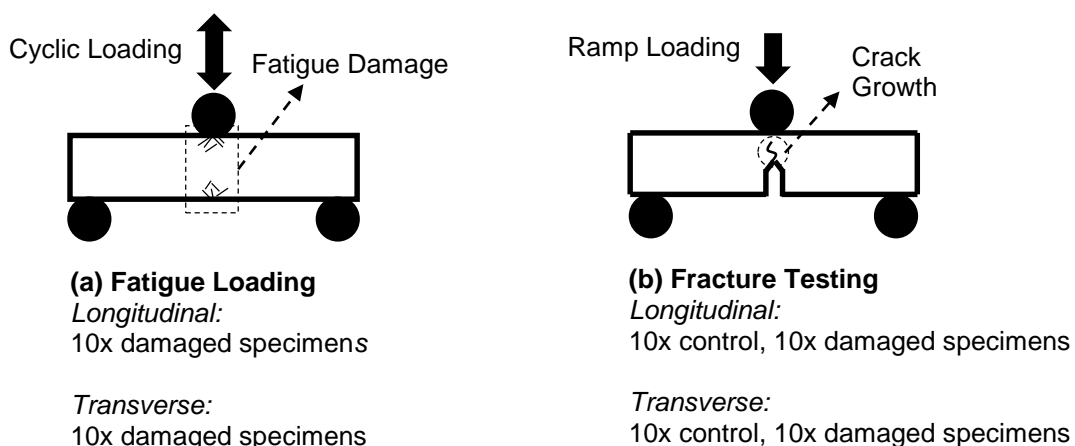 Cyclic Loading
Fatigue Damage
(a) Fatigue Loading
Longitudinal:
10x damaged specimens
Transverse:
10x damaged specimens
Ramp Loading
Crack
Growth
(b) Fracture Testing
Longitudinal:
10x control, 10x damaged specimens
Transverse:
10x control, 10x damaged specimens